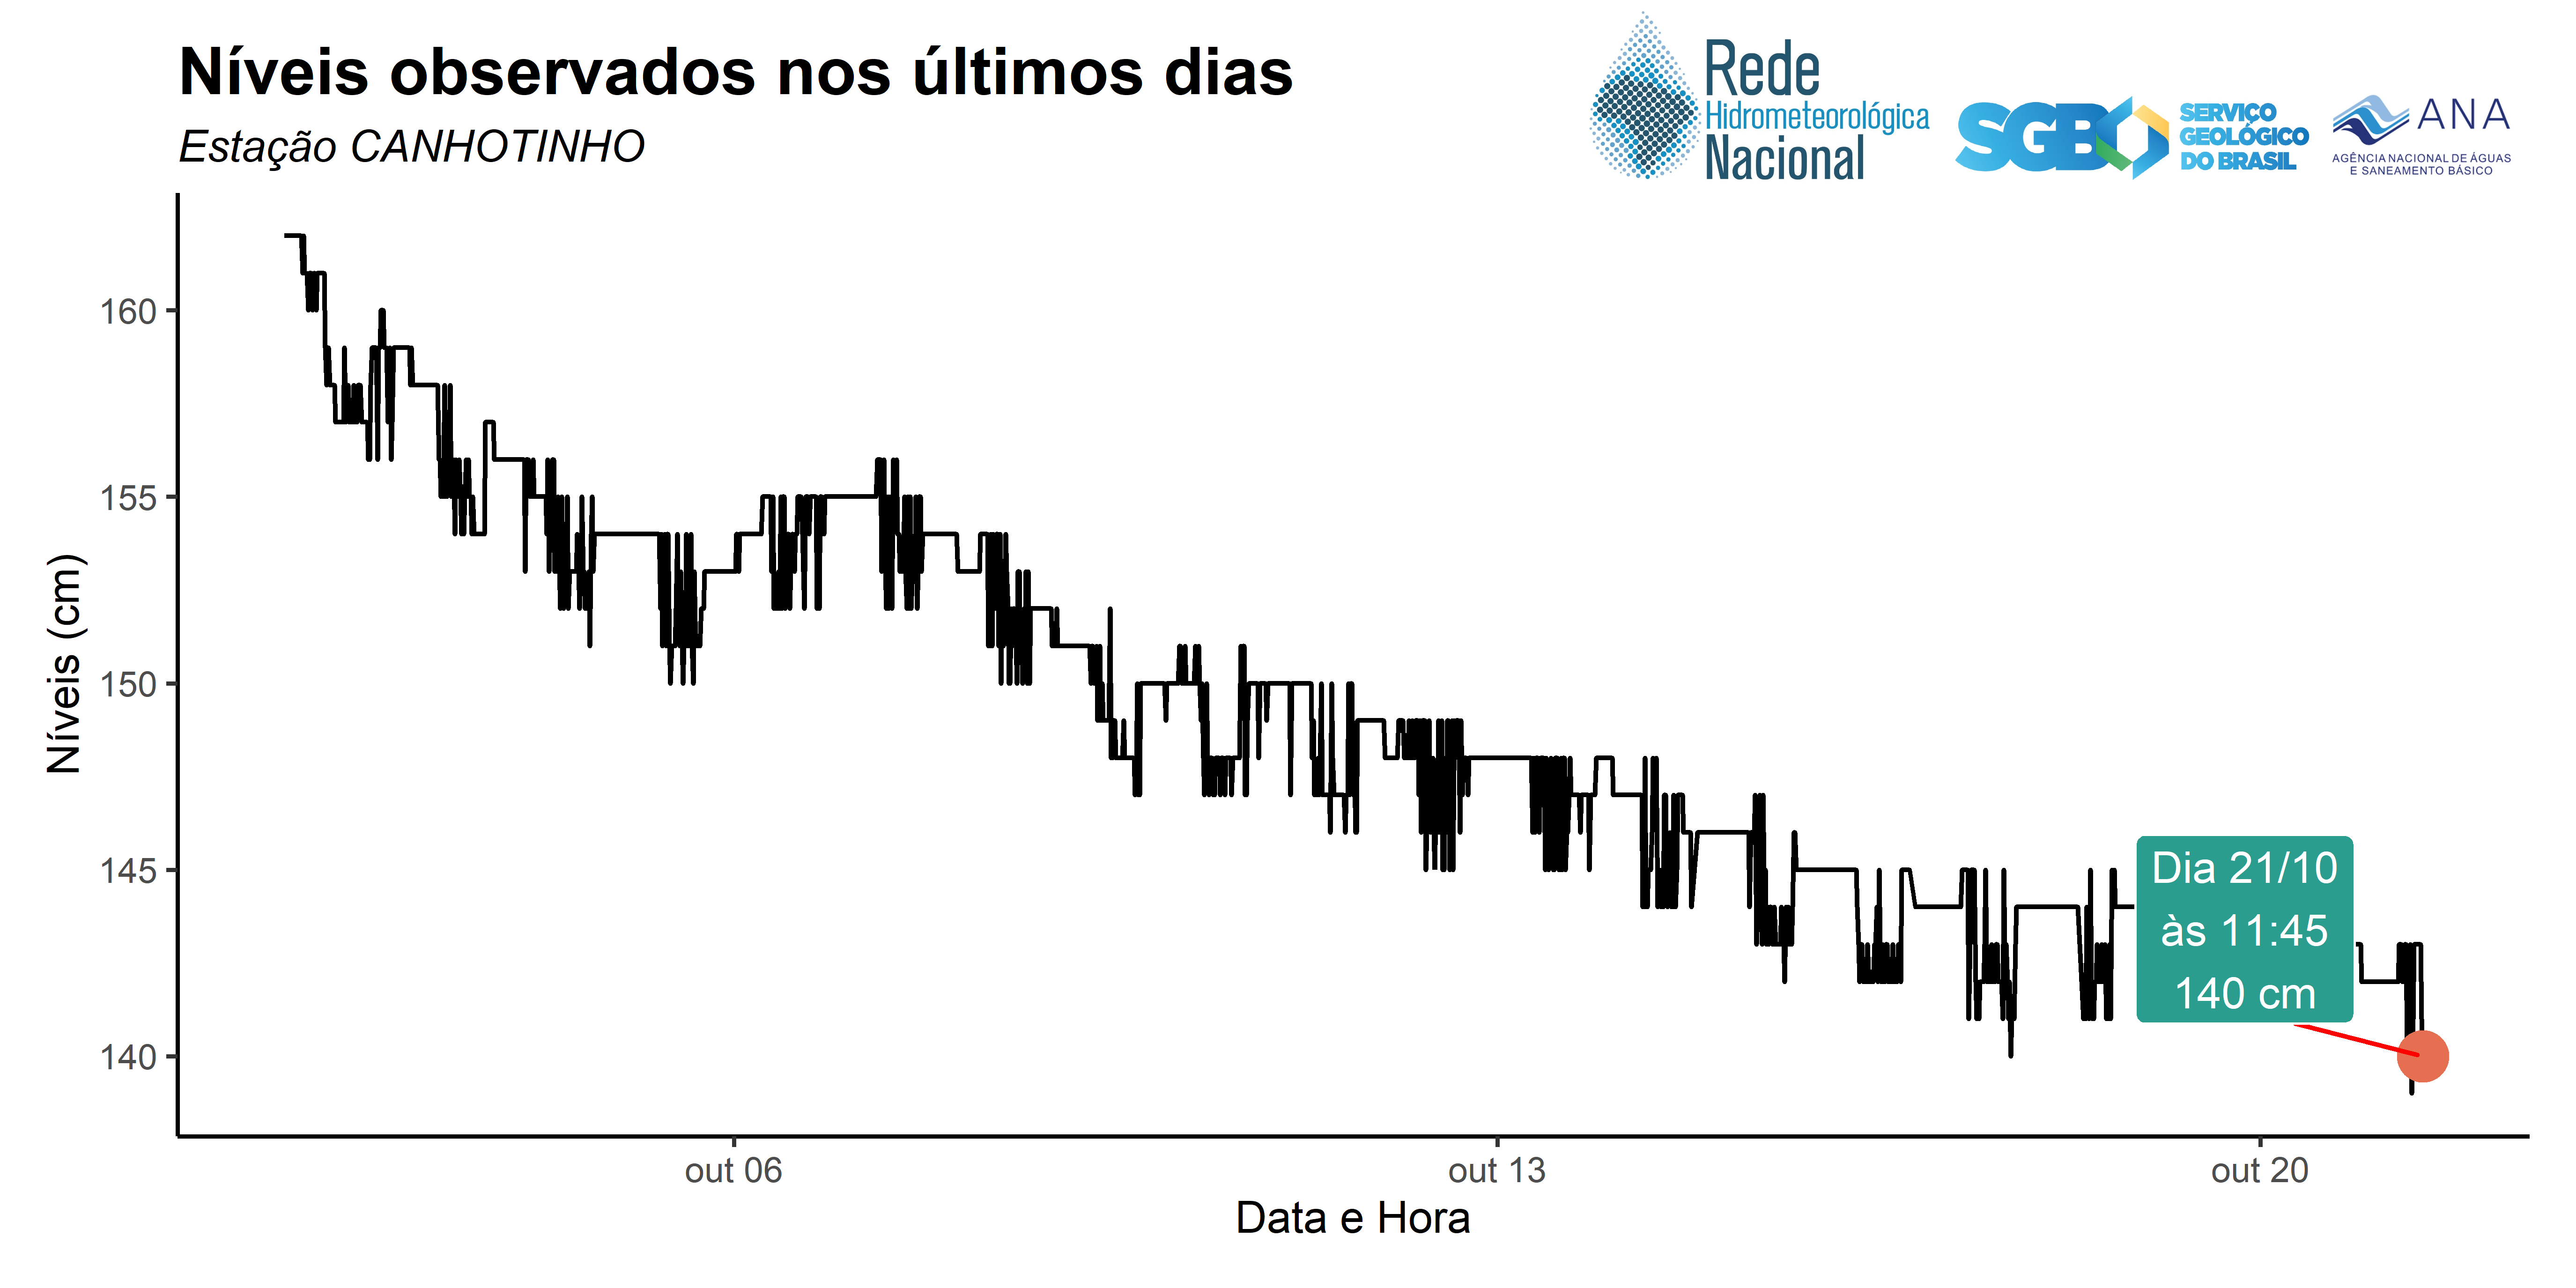 Níveis observados nos últimos dias
Estação CANHOTINHO
Rede
Hidrometeorológica
Nacional
SGB
SERVIÇO
GEOLÓGICO
DO BRASIL
ANA
AGÊNCIA NACIONAL DE ÁGUAS
E SANEAMENTO BÁSICO
Níveis (cm)
160
155
150
145
140
Dia 21/10
às 11:45
140 cm
out 06
out 13
out 20
Data e Hora